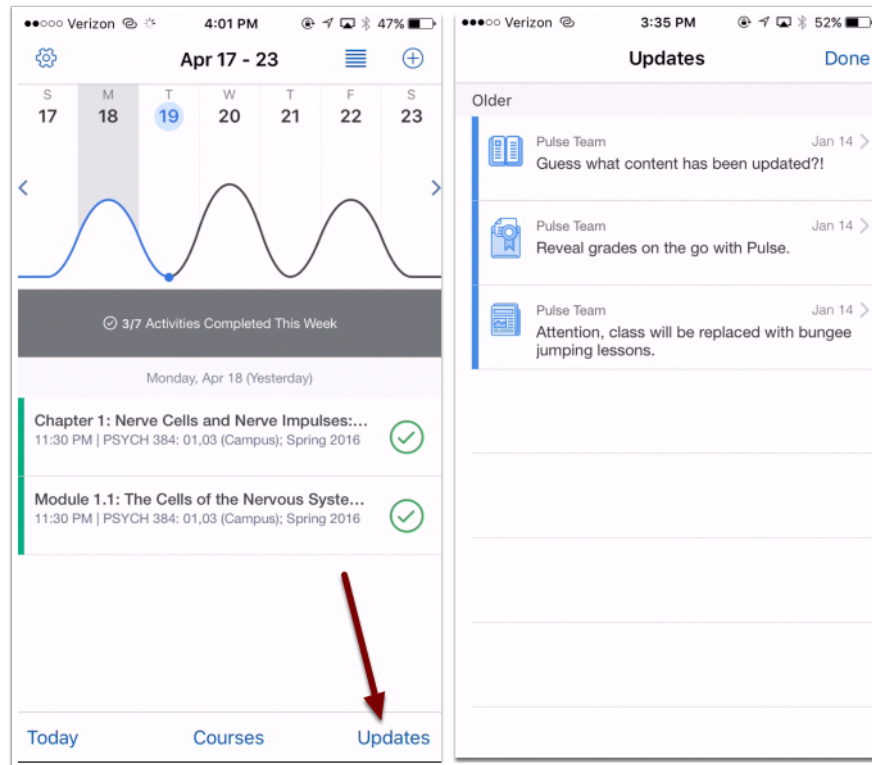 Verizon 4:01 PM 47%
Apr 17 - 23
S M T W T F S
17 18 19 20 21 22 23
3/7 Activities Completed This Week
Monday, Apr 18 (Yesterday)
Chapter 1: Nerve Cells and Nerve Impulses:...
11:30 PM | PSYCH 384: 01,03 (Campus); Spring 2016
Module 1.1: The Cells of the Nervous Syste...
11:30 PM | PSYCH 384: 01,03 (Campus); Spring 2016
Today Courses Updates
Verizon 3:35 PM 52%
Updates Done
Older
Pulse Team Jan 14
Guess what content has been updated?!
Pulse Team Jan 14
Reveal grades on the go with Pulse.
Pulse Team Jan 14
Attention, class will be replaced with bungee
jumping lessons.